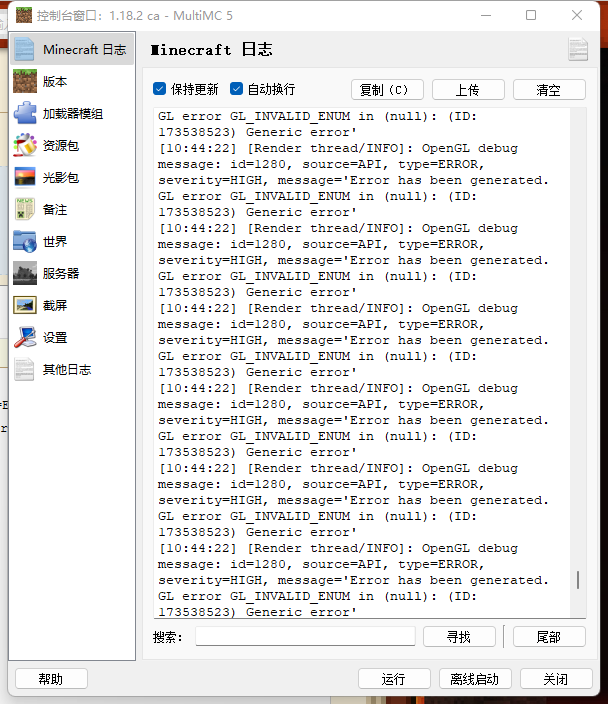 控制台窗口: 1.18.2 ca - MultiMC 5
Minecraft 日志
版本
加载器模组
资源包
光影包
备注
世界
服务器
截屏
设置
其他日志
Minecraft 日志
保持更新 自动换行 复制 (C) 上传 清空
GL error GL_INVALID_ENUM in (null): (ID:
173538523) Generic error'
[10:44:22] [Render thread/INFO]: OpenGL debug
message: id=1280, source=API, type=ERROR,
severity=HIGH, message='Error has been generated.
GL error GL_INVALID_ENUM in (null): (ID:
173538523) Generic error'
[10:44:22] [Render thread/INFO]: OpenGL debug
message: id=1280, source=API, type=ERROR,
severity=HIGH, message='Error has been generated.
GL error GL_INVALID_ENUM in (null): (ID:
173538523) Generic error'
[10:44:22] [Render thread/INFO]: OpenGL debug
message: id=1280, source=API, type=ERROR,
severity=HIGH, message='Error has been generated.
GL error GL_INVALID_ENUM in (null): (ID:
173538523) Generic error'
[10:44:22] [Render thread/INFO]: OpenGL debug
message: id=1280, source=API, type=ERROR,
severity=HIGH, message='Error has been generated.
GL error GL_INVALID_ENUM in (null): (ID:
173538523) Generic error'
[10:44:22] [Render thread/INFO]: OpenGL debug
message: id=1280, source=API, type=ERROR,
severity=HIGH, message='Error has been generated.
GL error GL_INVALID_ENUM in (null): (ID:
173538523) Generic error'
[10:44:22] [Render thread/INFO]: OpenGL debug
message: id=1280, source=API, type=ERROR,
severity=HIGH, message='Error has been generated.
GL error GL_INVALID_ENUM in (null): (ID:
173538523) Generic error'
搜索: 寻找 尾部
帮助 运行 离线启动 关闭